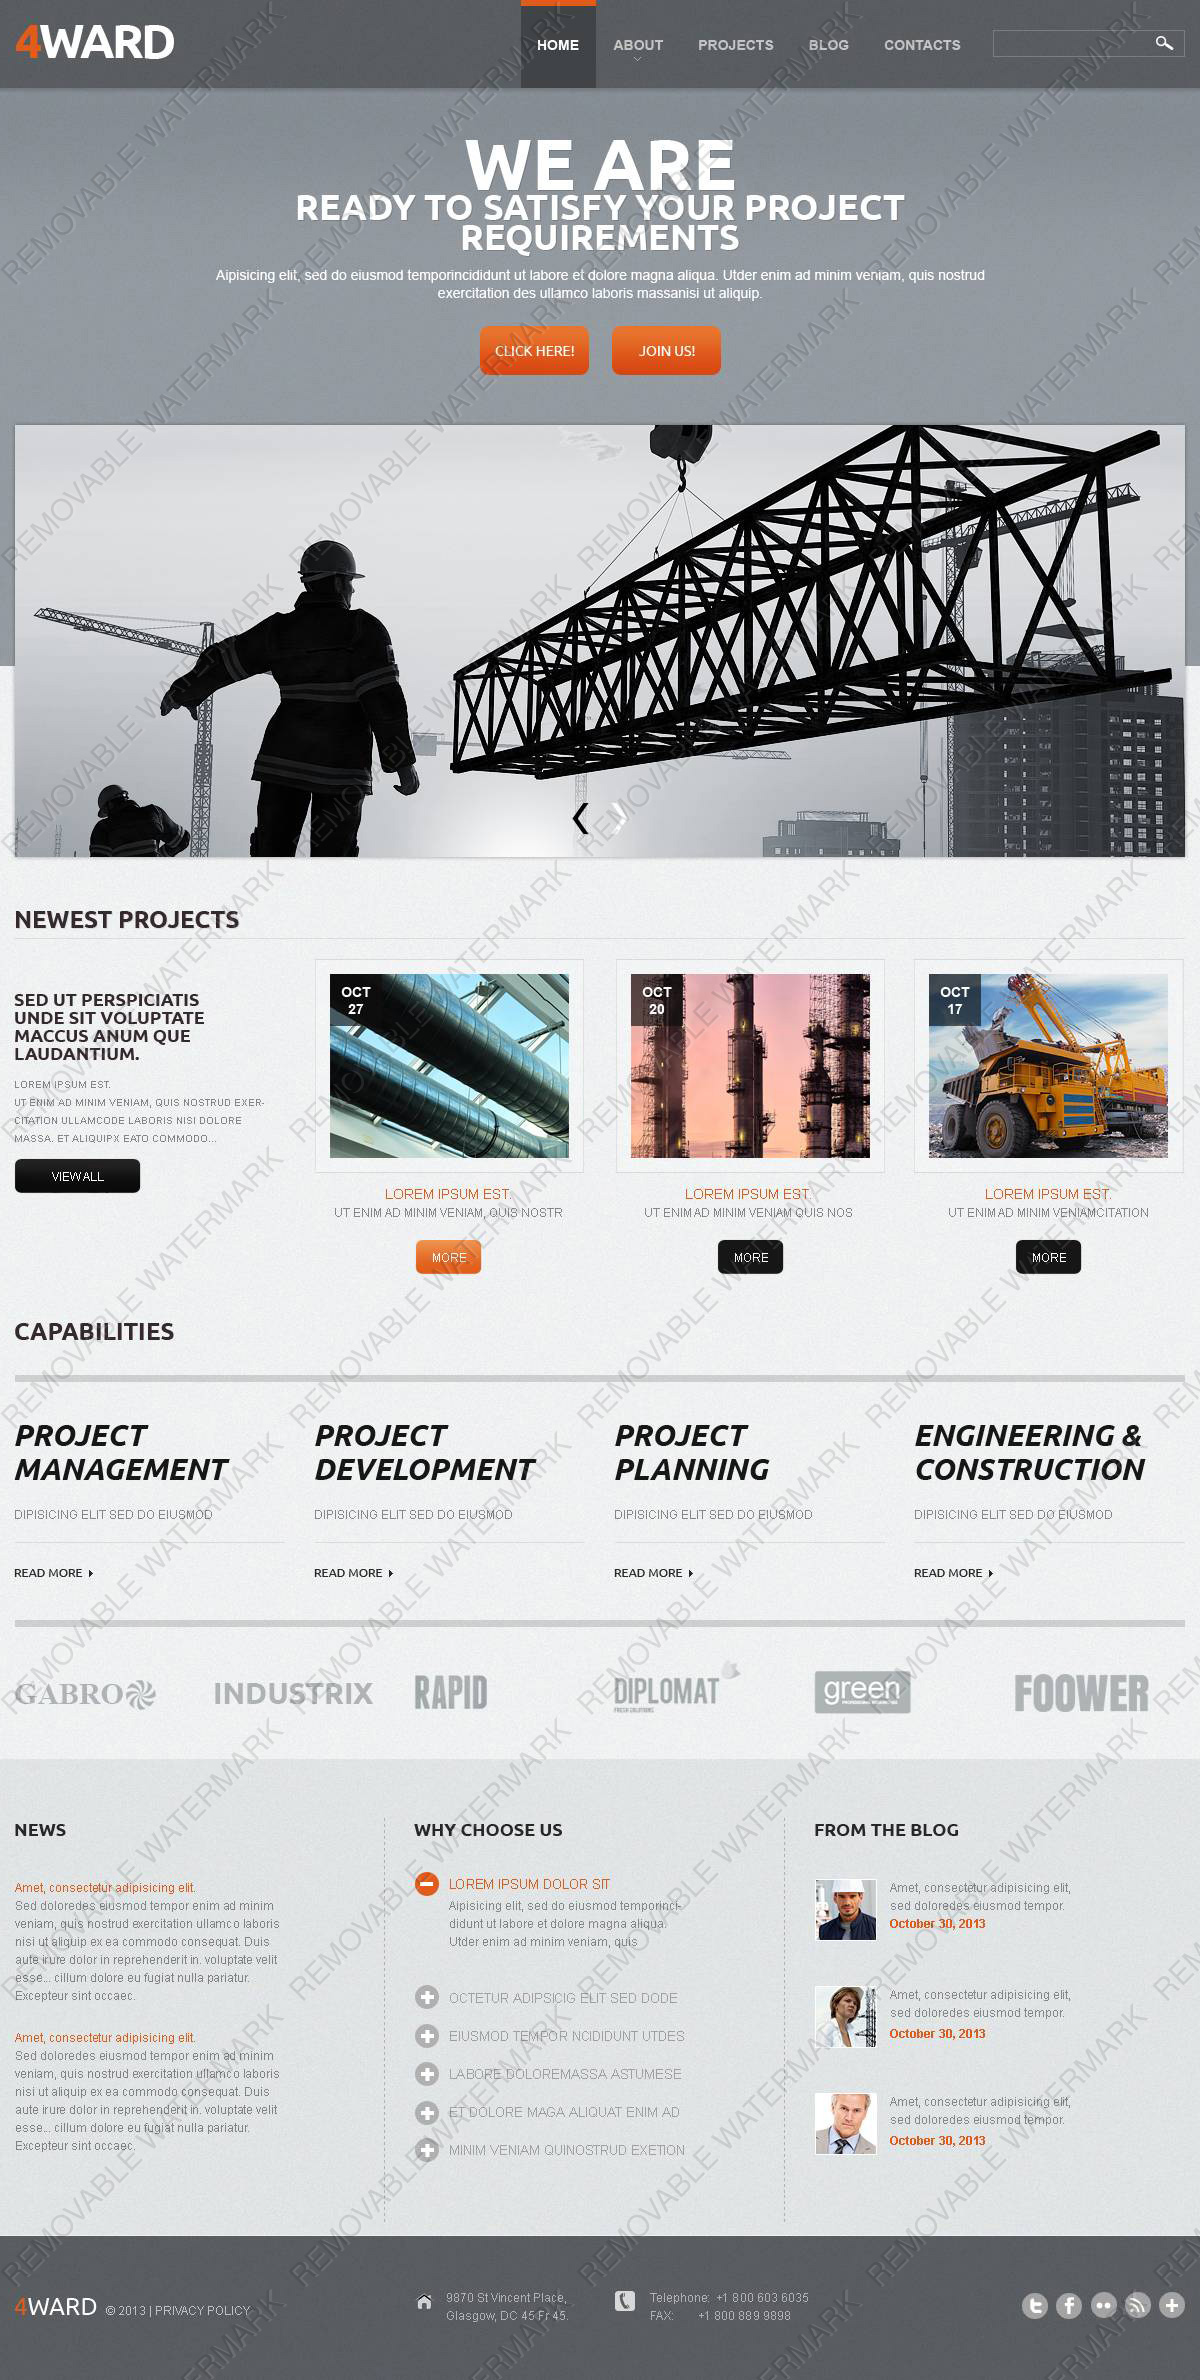 4WARD
HOME
ABOUT
PROJECTS
BLOG
CONTACTS
WE ARE
READY TO SATISFY YOUR PROJECT
REQUIREMENTS
Aipisicing elit, sed do eiusmod temporincididunt ut labore et dolore magna aliqua. Utder enim ad minim veniam, quis nostrud
exercitation des ullamco laboris massanisi ut aliquip.
CLICK HERE!
JOIN US!
NEWEST PROJECTS
SED UT PERSPICIATIS
UNDE SIT VOLUPTATE
MACCUS ANUM QUE
LAUDANTIUM.
LOREM IPSUM EST.
UT ENIM AD MINIM VENIAM, QUIS NOSTRUD EXER-
CITATION ULLAMCODE LABORIS NISI DOLORE
MASSA. ET ALIQUIPX EATO COMMODO...
VIEW ALL
OCT
27
LOREM IPSUM EST.
UT ENIM AD MINIM VENIAM, QUIS NOSTR
MORE
OCT
20
LOREM IPSUM EST.
UT ENIM AD MINIM VENIAM QUIS NOS
MORE
OCT
17
LOREM IPSUM EST.
UT ENIM AD MINIM VENIAMCITATION
MORE
CAPABILITIES
PROJECT
MANAGEMENT
DIPISICING ELIT SED DO EIUSMOD
READ MORE
PROJECT
DEVELOPMENT
DIPISICING ELIT SED DO EIUSMOD
READ MORE
PROJECT
PLANNING
DIPISICING ELIT SED DO EIUSMOD
READ MORE
ENGINEERING &
CONSTRUCTION
DIPISICING ELIT SED DO EIUSMOD
READ MORE
GABRO
INDUSTRIX
RAPID
DIPLOMAT
FRESH SOLUTIONS
green
FOOWER
NEWS
Amet, consectetur adipisicing elit.
Sed doloredes eiusmod tempor enim ad minim
veniam, quis nostrud exercitation ullamco laboris
nisi ut aliquip ex ea commodo consequat. Duis
aute irure dolor in reprehenderit in. voluptate velit
esse... cillum dolore eu fugiat nulla pariatur.
Excepteur sint occaec.
Amet, consectetur adipisicing elit.
Sed doloredes eiusmod tempor enim ad minim
veniam, quis nostrud exercitation ullamco laboris
nisi ut aliquip ex ea commodo consequat. Duis
aute irure dolor in reprehenderit in. voluptate velit
esse... cillum dolore eu fugiat nulla pariatur.
Excepteur sint occaec.
WHY CHOOSE US
LOREM IPSUM DOLOR SIT
Aipisicing elit, sed do eiusmod temporinci-
didunt ut labore et dolore magna aliqua.
Utder enim ad minim veniam, quis
OCTETUR ADIPSICIG ELIT SED DODE
EIUSMOD TEMPOR NCIDIDUNT UTDES
LABORE DOLOREMASSA ASTUMESE
ET DOLORE MAGA ALIQUAT ENIM AD
MINIM VENIAM QUINOSTRUD EXETION
FROM THE BLOG
Amet, consectetur adipisicing elit,
sed doloredes eiusmod tempor.
October 30, 2013
Amet, consectetur adipisicing elit,
sed doloredes eiusmod tempor.
October 30, 2013
Amet, consectetur adipisicing elit,
sed doloredes eiusmod tempor.
October 30, 2013
4WARD © 2013 | PRIVACY POLICY
9870 St Vincent Place,
Glasgow, DC 45 Fr 45.
Telephone: +1 800 603 6035
FAX: +1 800 889 9898
REMOVABLE WATERMARK